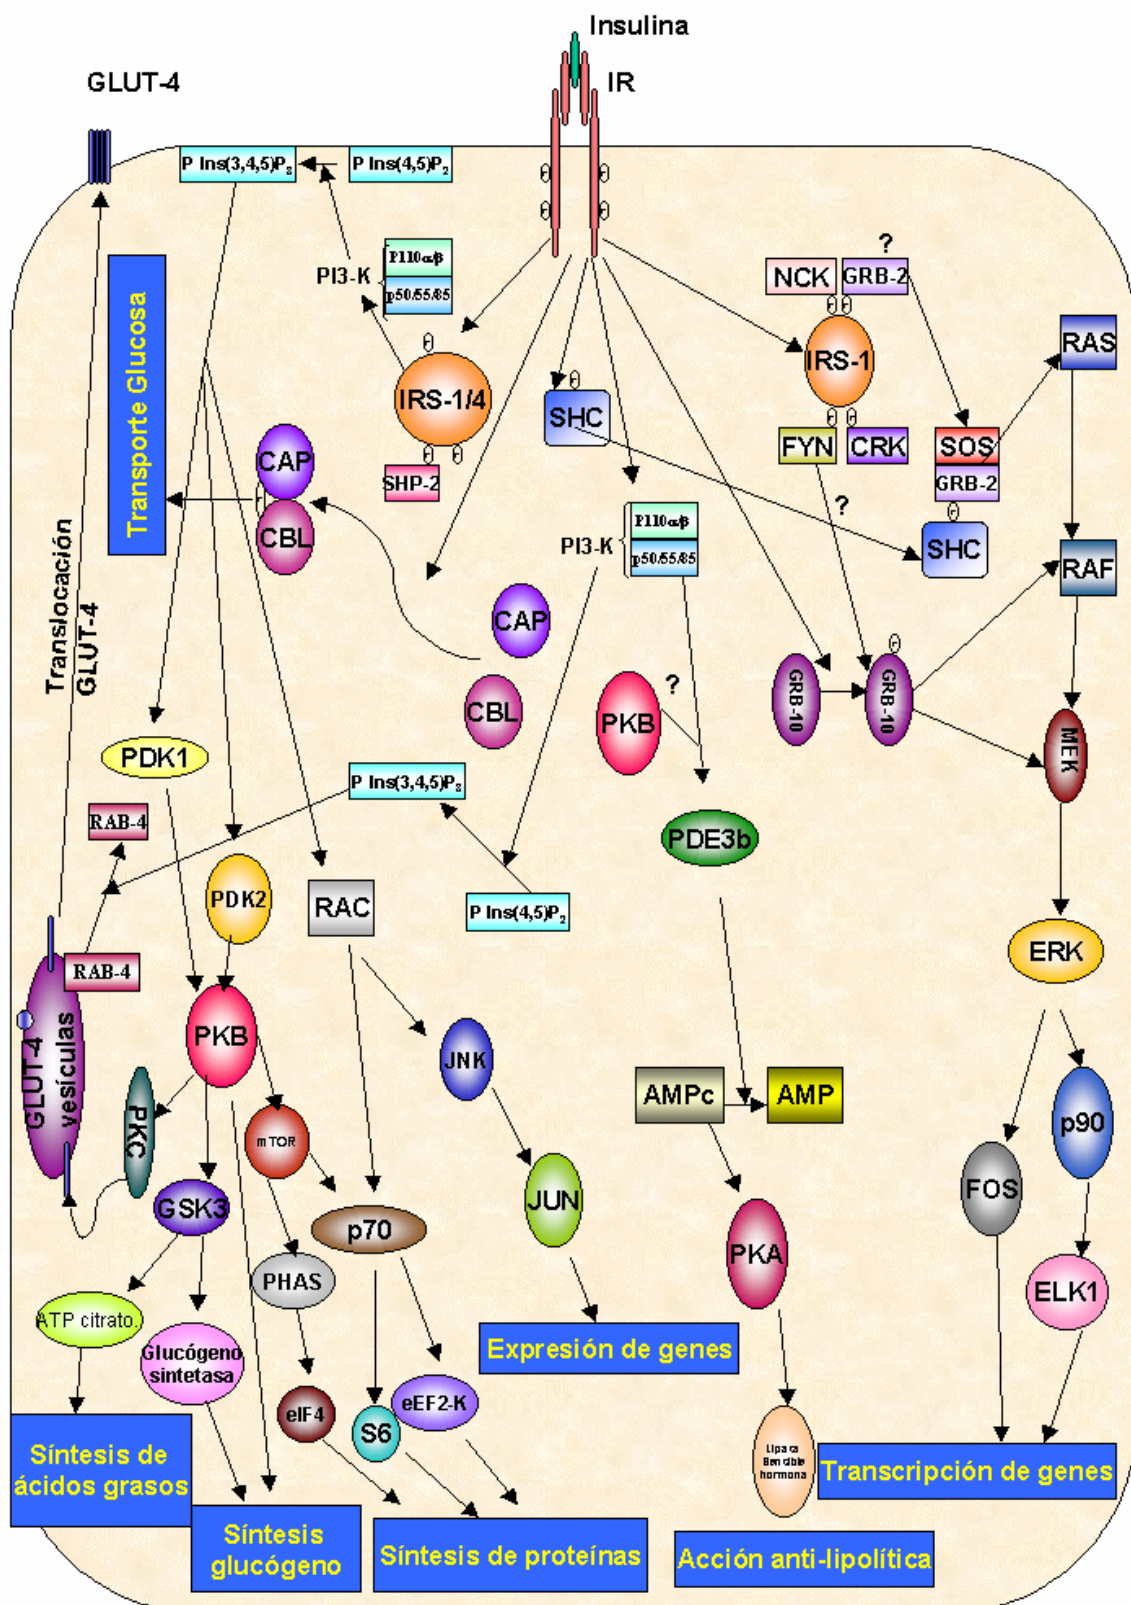 Insulina
IR
GLUT-4
P Ins(3,4,5)P3
P Ins(4,5)P2
PI3-K
P110α/β
p50/55/85
?
NCK
GRB-2
IRS-1
RAS
Transporte Glucosa
IRS-1/4
SHC
FYN
CRK
SOS
GRB-2
CAP
SHP-2
?
CBL
PI3-K
P110α/β
p50/55/85
SHC
RAF
Translocación
GLUT-4
CAP
CBL
PKB
?
GRB-10
GRB-10
MEK
PDK1
P Ins(3,4,5)P3
RAB-4
PDE3b
PDK2
RAC
P Ins(4,5)P2
ERK
RAB-4
GLUT-4
vesículas
PKB
JNK
AMPc
AMP
p90
PKC
mTOR
FOS
GSK3
JUN
p70
PKA
PHAS
ELK1
ATP citrato.
Glucógeno
sintetasa
Expresión de genes
eIF4
S6
eEF2-K
Lipasa
Sensible
hormona
Síntesis de
ácidos grasos
Transcripción de genes
Síntesis
glucógeno
Síntesis de proteínas
Acción anti-lipolítica